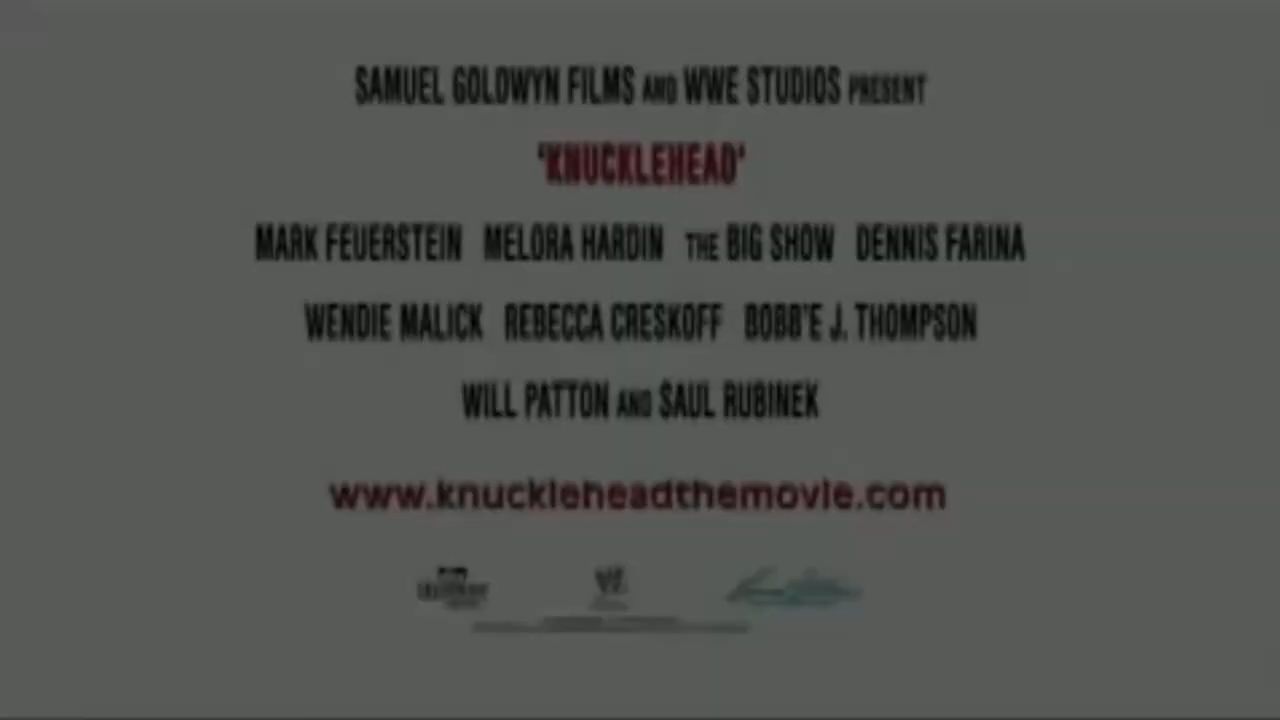 SAMUEL GOLDWYN FILMS AND WWE STUDIOS PRESENT
'KNUCKLEHEAD'
MARK FEUERSTEIN MELORA HARDIN THE BIG SHOW DENNIS FARINA
WENDIE MALICK REBECCA CRESKOFF BOBB'E J. THOMPSON
WILL PATTON AND SAUL RUBINEK
www.knuckleheadthemovie.com